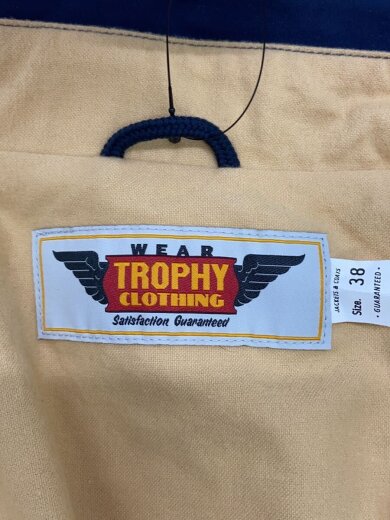 WEAR
TROPHY
CLOTHING
Satisfaction Guaranteed
JACKETS & COATS
Size. 38
• GUARANTEED •